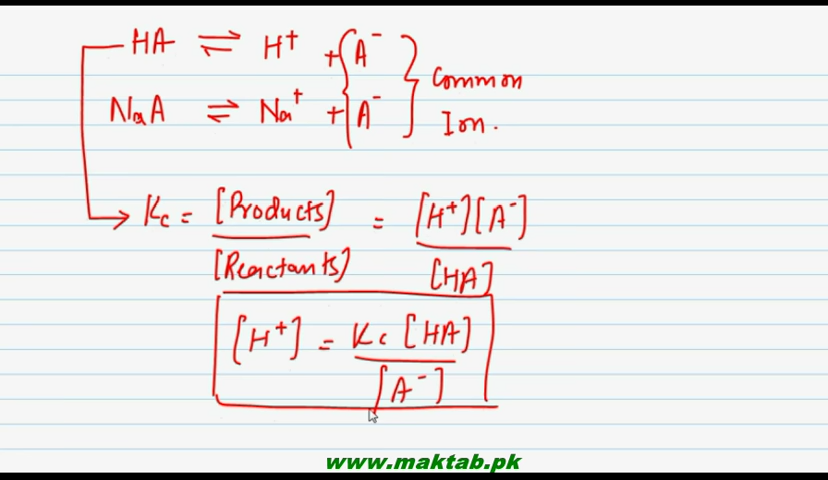 HA ⇌ H⁺ + A⁻
NaA ⇌ Na⁺ + A⁻
Common
Ion.
Kc = [Products] / [Reactants] = [H⁺][A⁻] / [HA]
[H⁺] = Kc [HA] / [A⁻]
www.maktab.pk